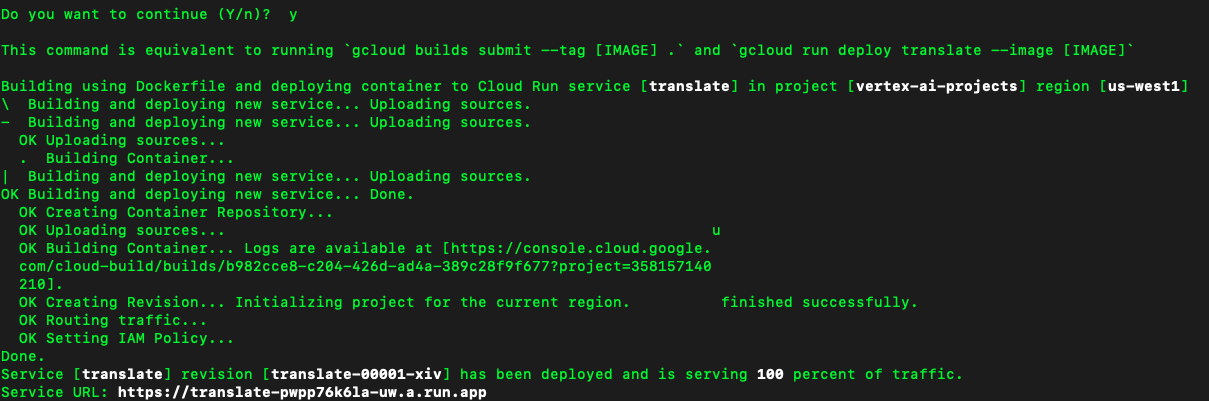 Do you want to continue (Y/n)?  y
This command is equivalent to running `gcloud builds submit --tag [IMAGE] .` and `gcloud run deploy translate --image [IMAGE]`
Building using Dockerfile and deploying container to Cloud Run service [translate] in project [vertex-ai-projects] region [us-west1]
\  Building and deploying new service... Uploading sources.
-  Building and deploying new service... Uploading sources.
  OK Uploading sources...
  .  Building Container...
|  Building and deploying new service... Uploading sources.
OK Building and deploying new service... Done.
  OK Creating Container Repository...
  OK Uploading sources...                                                      u
  OK Building Container... Logs are available at [https://console.cloud.google.
  com/cloud-build/builds/b982cce8-c204-426d-ad4a-389c28f9f677?project=358157140
  210].
  OK Creating Revision... Initializing project for the current region.          finished successfully.
  OK Routing traffic...
  OK Setting IAM Policy...
Done.
Service [translate] revision [translate-00001-xiv] has been deployed and is serving 100 percent of traffic.
Service URL: https://translate-pwpp76k6la-uw.a.run.app